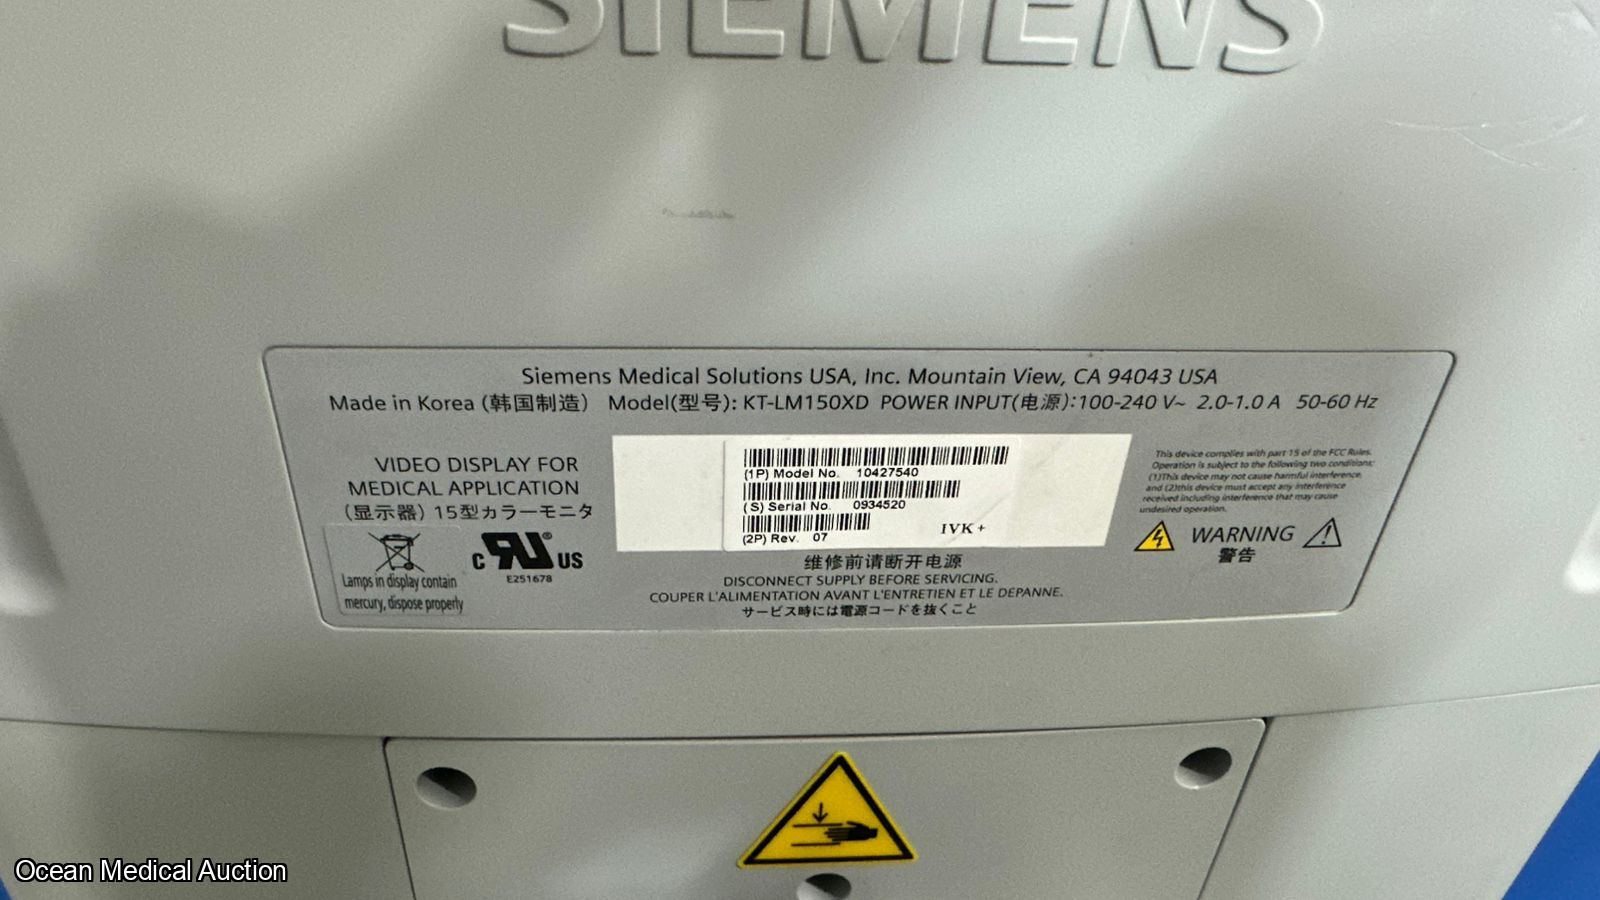 SIEMENS
Siemens Medical Solutions USA, Inc. Mountain View, CA 94043 USA
Made in Korea (韩国制造) Model(型号): KT-LM150XD POWER INPUT(电源):100-240 V~ 2.0-1.0 A 50-60 Hz
VIDEO DISPLAY FOR
MEDICAL APPLICATION
(显示器) 15型カラーモニタ
Lamps in display contain
mercury, dispose properly
C RU ® US
E251678
(1P) Model No. 10427540
(S) Serial No. 0934520
(2P) Rev. 07
IVK+
维修前请断开电源
DISCONNECT SUPPLY BEFORE SERVICING.
COUPER L'ALIMENTATION AVANT L'ENTRETIEN ET LE DEPANNE.
サービス時には電源コードを抜くこと
This device complies with part 15 of the FCC Rules.
Operation is subject to the following two conditions:
(1)This device may not cause harmful interference,
and (2)this device must accept any interference
received including interference that may cause
undesired operation.
WARNING
警告
Ocean Medical Auction